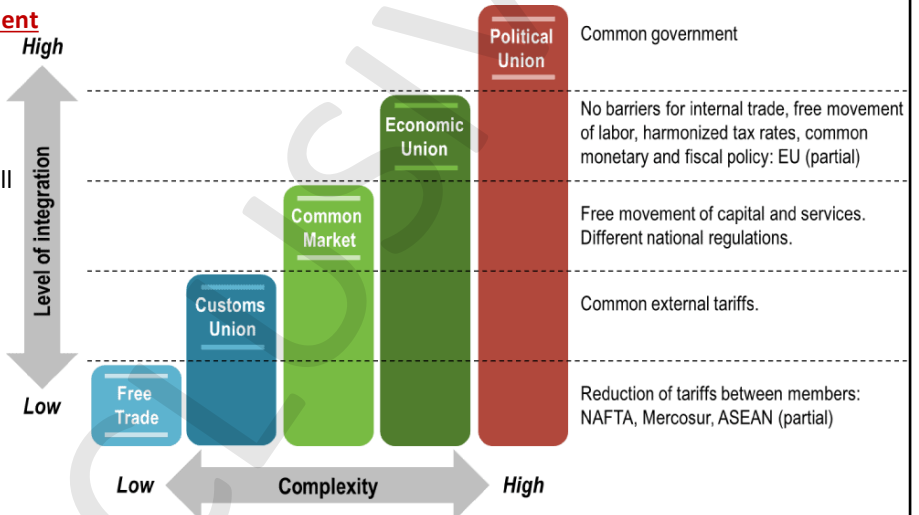 ent
High
Political
Union
Common government
Economic
Union
No barriers for internal trade, free movement
of labor, harmonized tax rates, common
monetary and fiscal policy: EU (partial)
ll
Level of integration
Common
Market
Free movement of capital and services.
Different national regulations.
Customs
Union
Common external tariffs.
Free
Trade
Reduction of tariffs between members:
NAFTA, Mercosur, ASEAN (partial)
Low
Low
Complexity
High